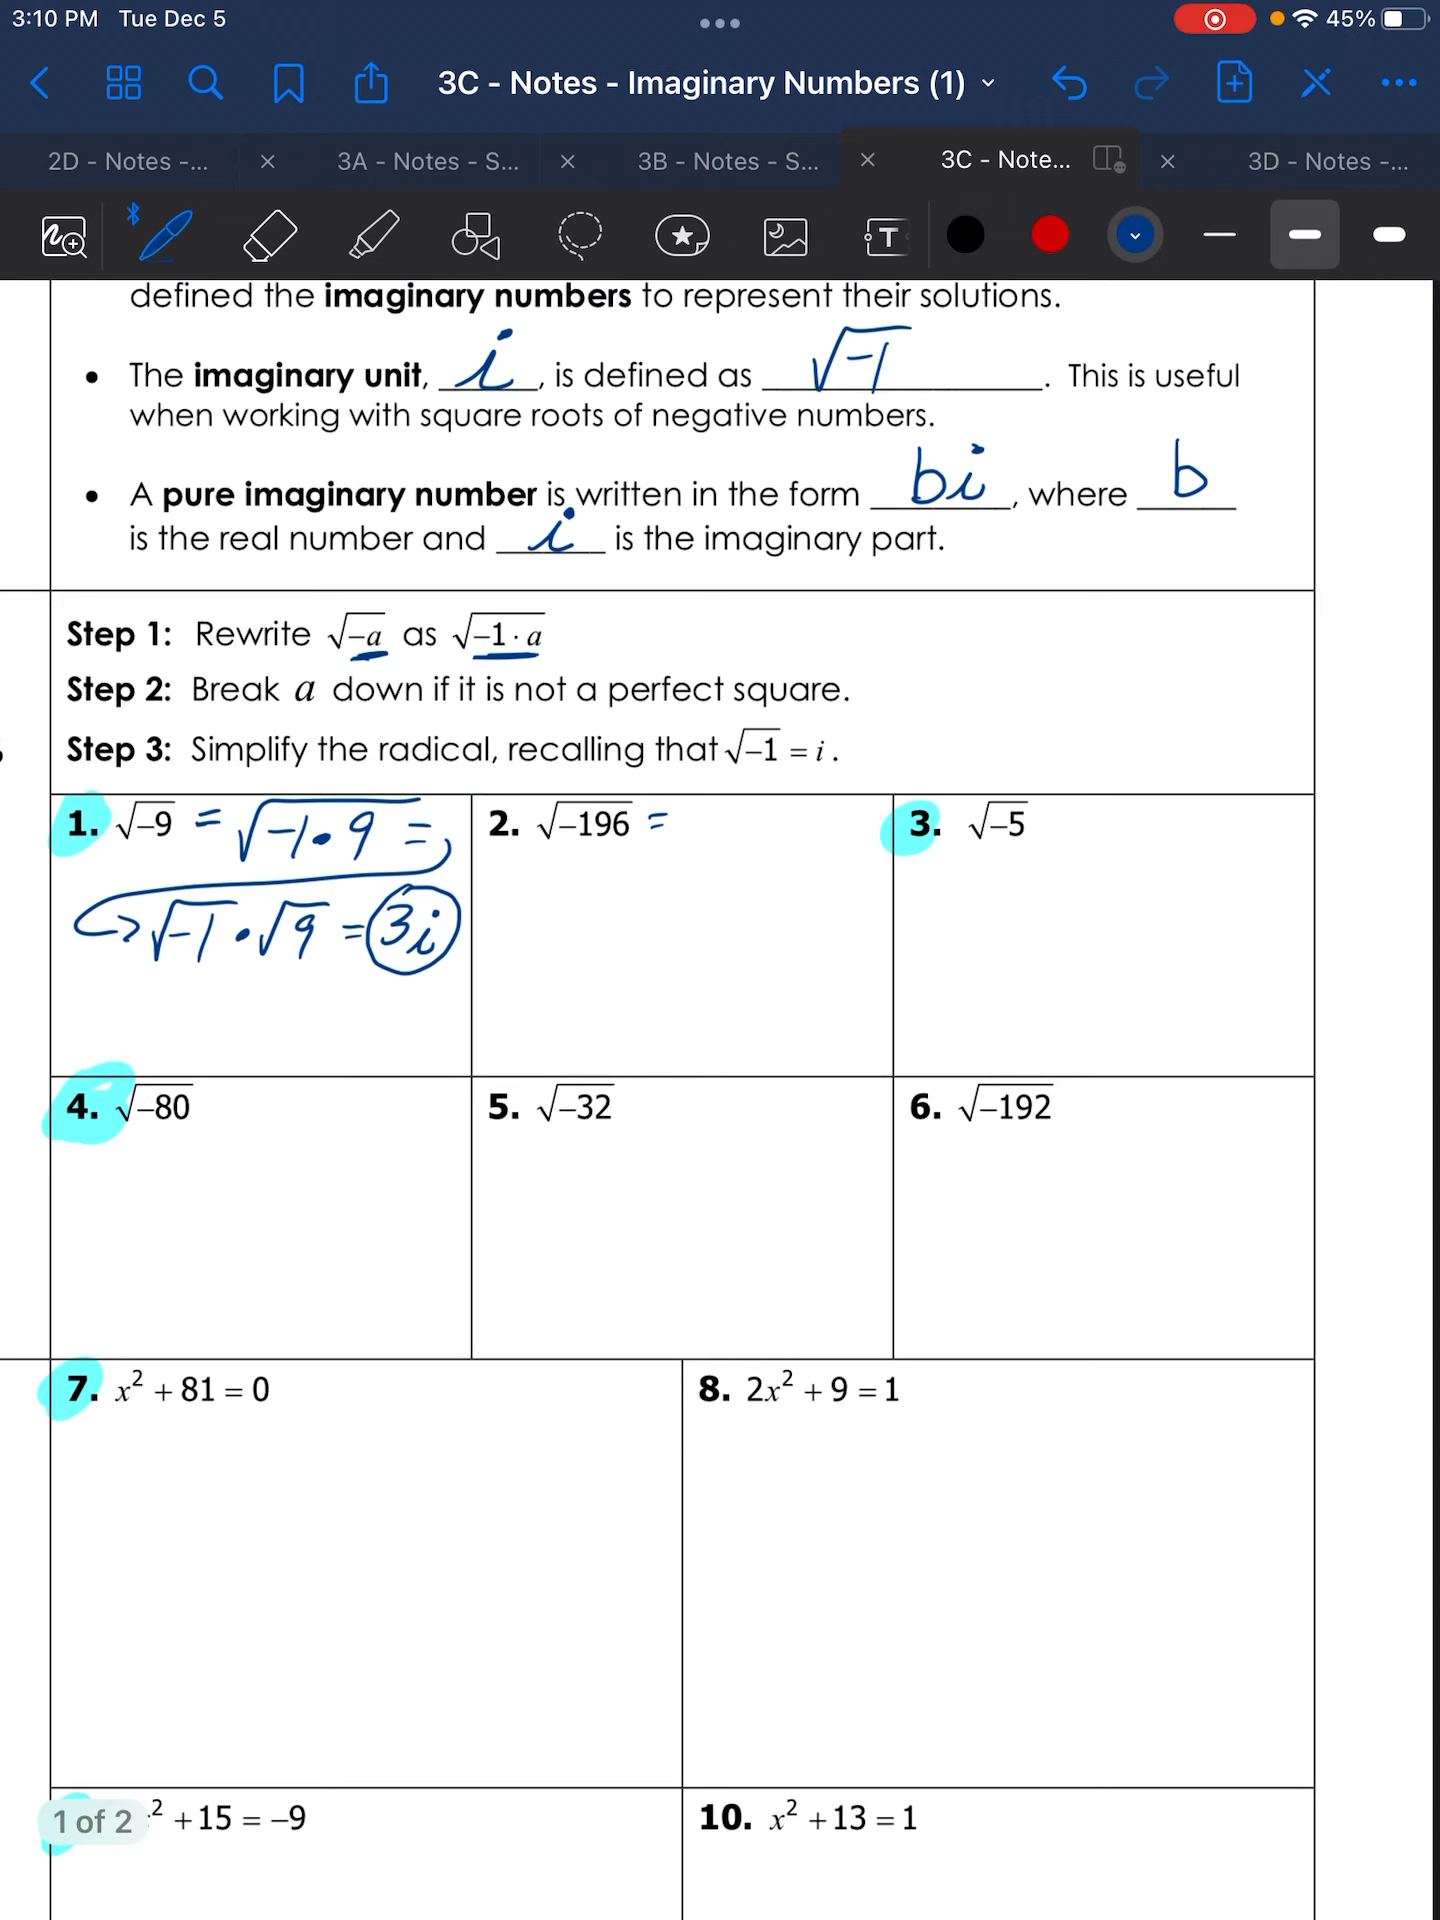 3:10 PM Tue Dec 5
45%
3C - Notes - Imaginary Numbers (1)
2D - Notes -... × 3A - Notes - S... × 3B - Notes - S... × 3C - Note... × 3D - Notes -...
T
defined the imaginary numbers to represent their solutions.
• The imaginary unit, i, is defined as √-1. This is useful
when working with square roots of negative numbers.
• A pure imaginary number is written in the form bi, where b
is the real number and i is the imaginary part.
Step 1: Rewrite √-a as √-1·a
Step 2: Break a down if it is not a perfect square.
Step 3: Simplify the radical, recalling that √-1 = i.
1. √-9 = √-1·9 =
√-1·√9 = 3i
2. √-196 =
3. √-5
4. √-80
5. √-32
6. √-192
7. x² + 81 = 0
8. 2x² + 9 = 1
1 of 2 ² + 15 = -9
10. x² + 13 = 1